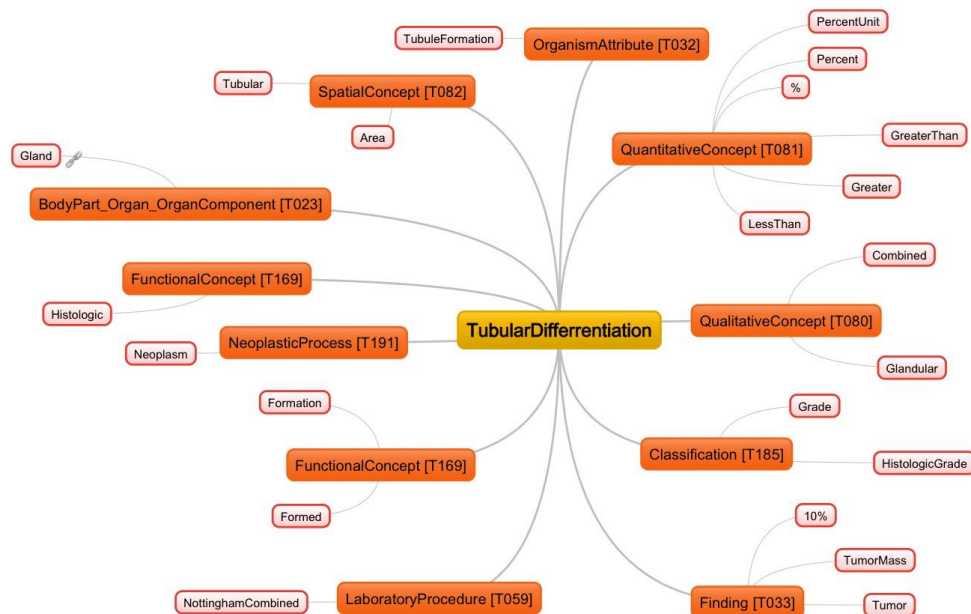 PercentUnit
TubuleFormation
OrganismAttribute [T032]
Percent
Tubular
SpatialConcept [T082]
%
Area
GreaterThan
QuantitativeConcept [T081]
Gland
Greater
BodyPart_Organ_OrganComponent [T023]
LessThan
Combined
FunctionalConcept [T169]
Histologic
QualitativeConcept [T080]
TubularDifferrentiation
NeoplasticProcess [T191]
Neoplasm
Glandular
Formation
Grade
Classification [T185]
FunctionalConcept [T169]
HistologicGrade
Formed
10%
TumorMass
NottinghamCombined
LaboratoryProcedure [T059]
Finding [T033]
Tumor